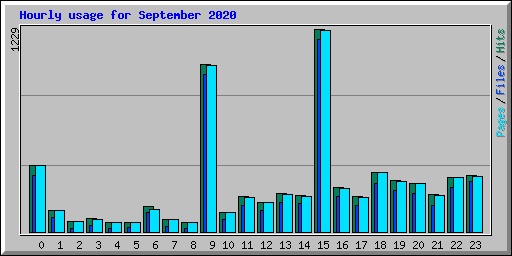 Hourly usage for September 2020
1229
Pages/Files/Hits
0 1 2 3 4 5 6 7 8 9 10 11 12 13 14 15 16 17 18 19 20 21 22 23